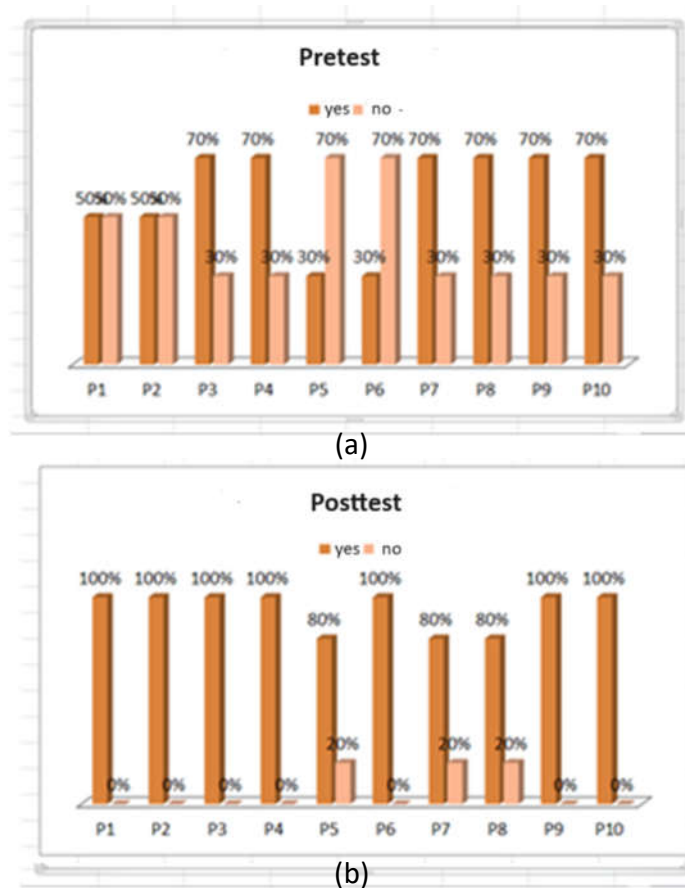 Pretest
yes no -
70% 70% 70% 70% 70% 70% 70% 70%
50% 50% 50% 50%
30% 30% 30% 30% 30% 30% 30% 30%
P1 P2 P3 P4 P5 P6 P7 P8 P9 P10
(a)
Posttest
yes no
100% 100% 100% 100% 100% 100% 100%
80% 80% 80%
20% 20% 20%
0% 0% 0% 0% 0% 0% 0%
P1 P2 P3 P4 P5 P6 P7 P8 P9 P10
(b)